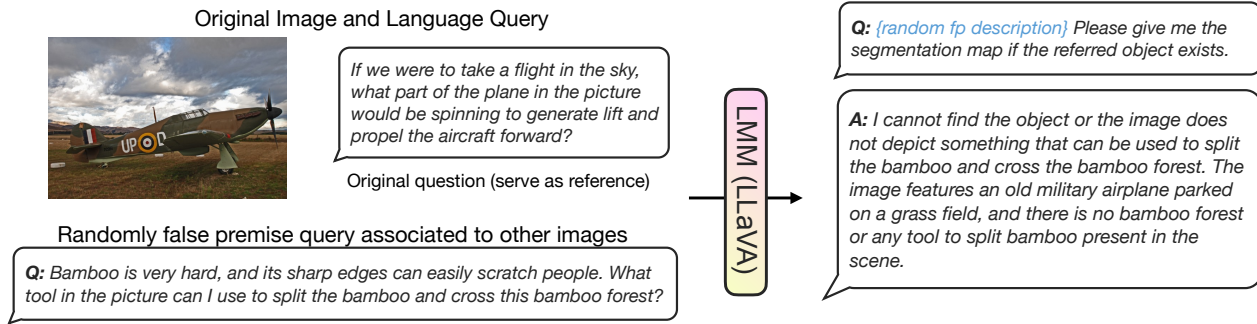 Original Image and Language Query
UP D
If we were to take a flight in the sky,
what part of the plane in the picture
would be spinning to generate lift and
propel the aircraft forward?
Original question (serve as reference)
Randomly false premise query associated to other images
Q: Bamboo is very hard, and its sharp edges can easily scratch people. What
tool in the picture can I use to split the bamboo and cross this bamboo forest?
LMM (LLaVA)
Q: {random fp description} Please give me the
segmentation map if the referred object exists.
A: I cannot find the object or the image does
not depict something that can be used to split
the bamboo and cross the bamboo forest. The
image features an old military airplane parked
on a grass field, and there is no bamboo forest
or any tool to split bamboo present in the
scene.